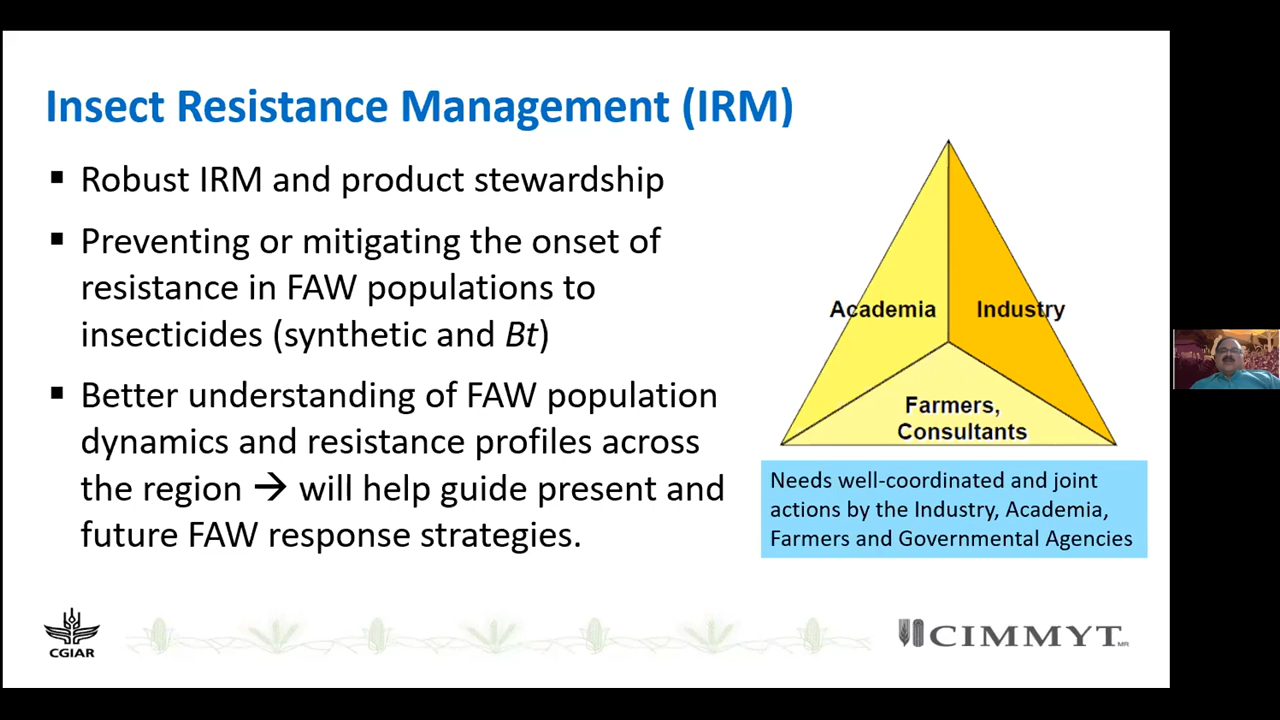 Insect Resistance Management (IRM)
▪ Robust IRM and product stewardship
▪ Preventing or mitigating the onset of
resistance in FAW populations to
insecticides (synthetic and Bt)
▪ Better understanding of FAW population
dynamics and resistance profiles across
the region → will help guide present and
future FAW response strategies.
Academia
Industry
Farmers,
Consultants
Needs well-coordinated and joint
actions by the Industry, Academia,
Farmers and Governmental Agencies
CGIAR
CIMMYT MR